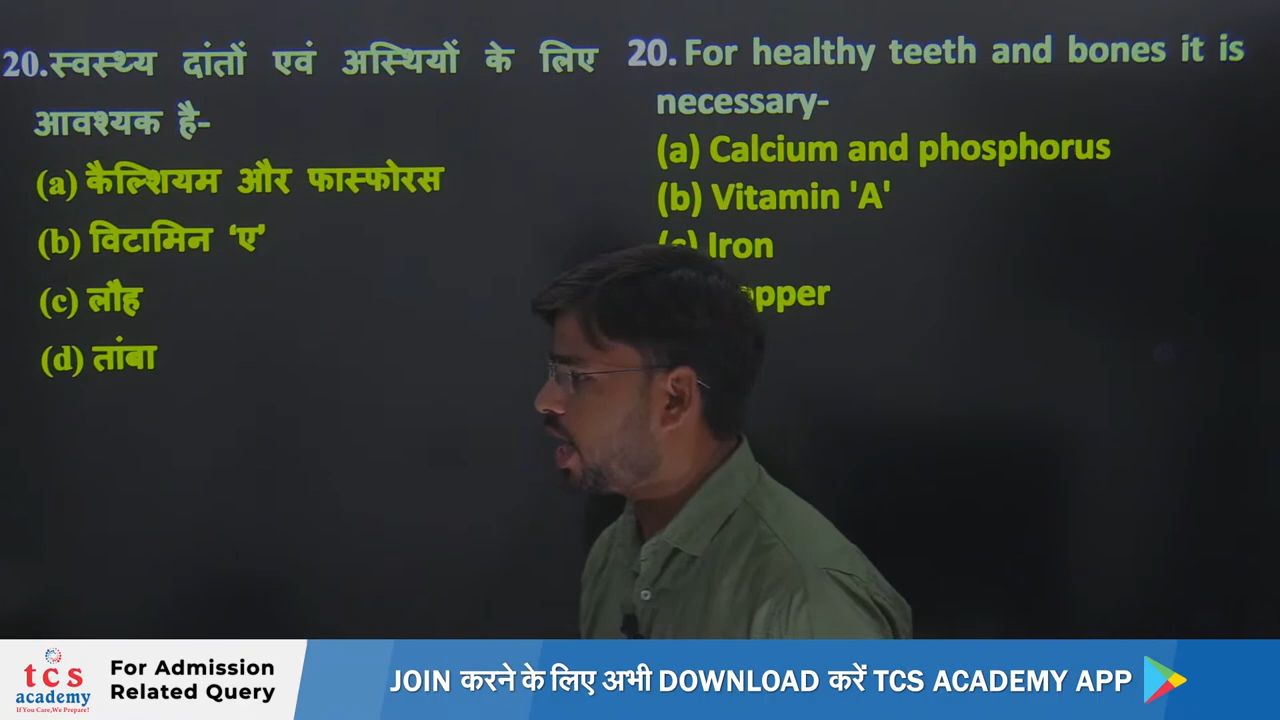 20.स्वस्थ्य दांतों एवं अस्थियों के लिए
आवश्यक है-
(a) कैल्शियम और फास्फोरस
(b) विटामिन ‘ए’
(c) लौह
(d) तांबा
20. For healthy teeth and bones it is
necessary-
(a) Calcium and phosphorus
(b) Vitamin 'A'
(c) Iron
tcs
academy
If You Care,We Prepare!
For Admission
Related Query
JOIN करने के लिए अभी DOWNLOAD करें TCS ACADEMY APP